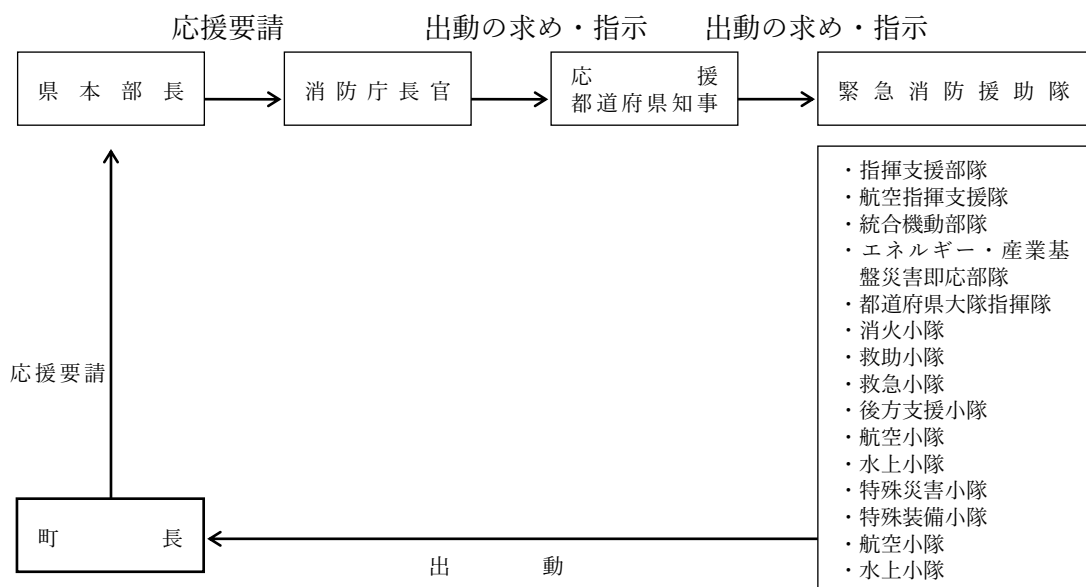 応援要請 出動の求め・指示 出動の求め・指示
県本部長
消防庁長官
応援
都道府県知事
緊急消防援助隊
・指揮支援部隊
・航空指揮支援隊
・統合機動部隊
・エネルギー・産業基
盤災害即応部隊
・都道府県大隊指揮隊
・消火小隊
・救助小隊
・救急小隊
・後方支援小隊
・航空小隊
・水上小隊
・特殊災害小隊
・特殊装備小隊
・航空小隊
・水上小隊
応援要請
町長
出動